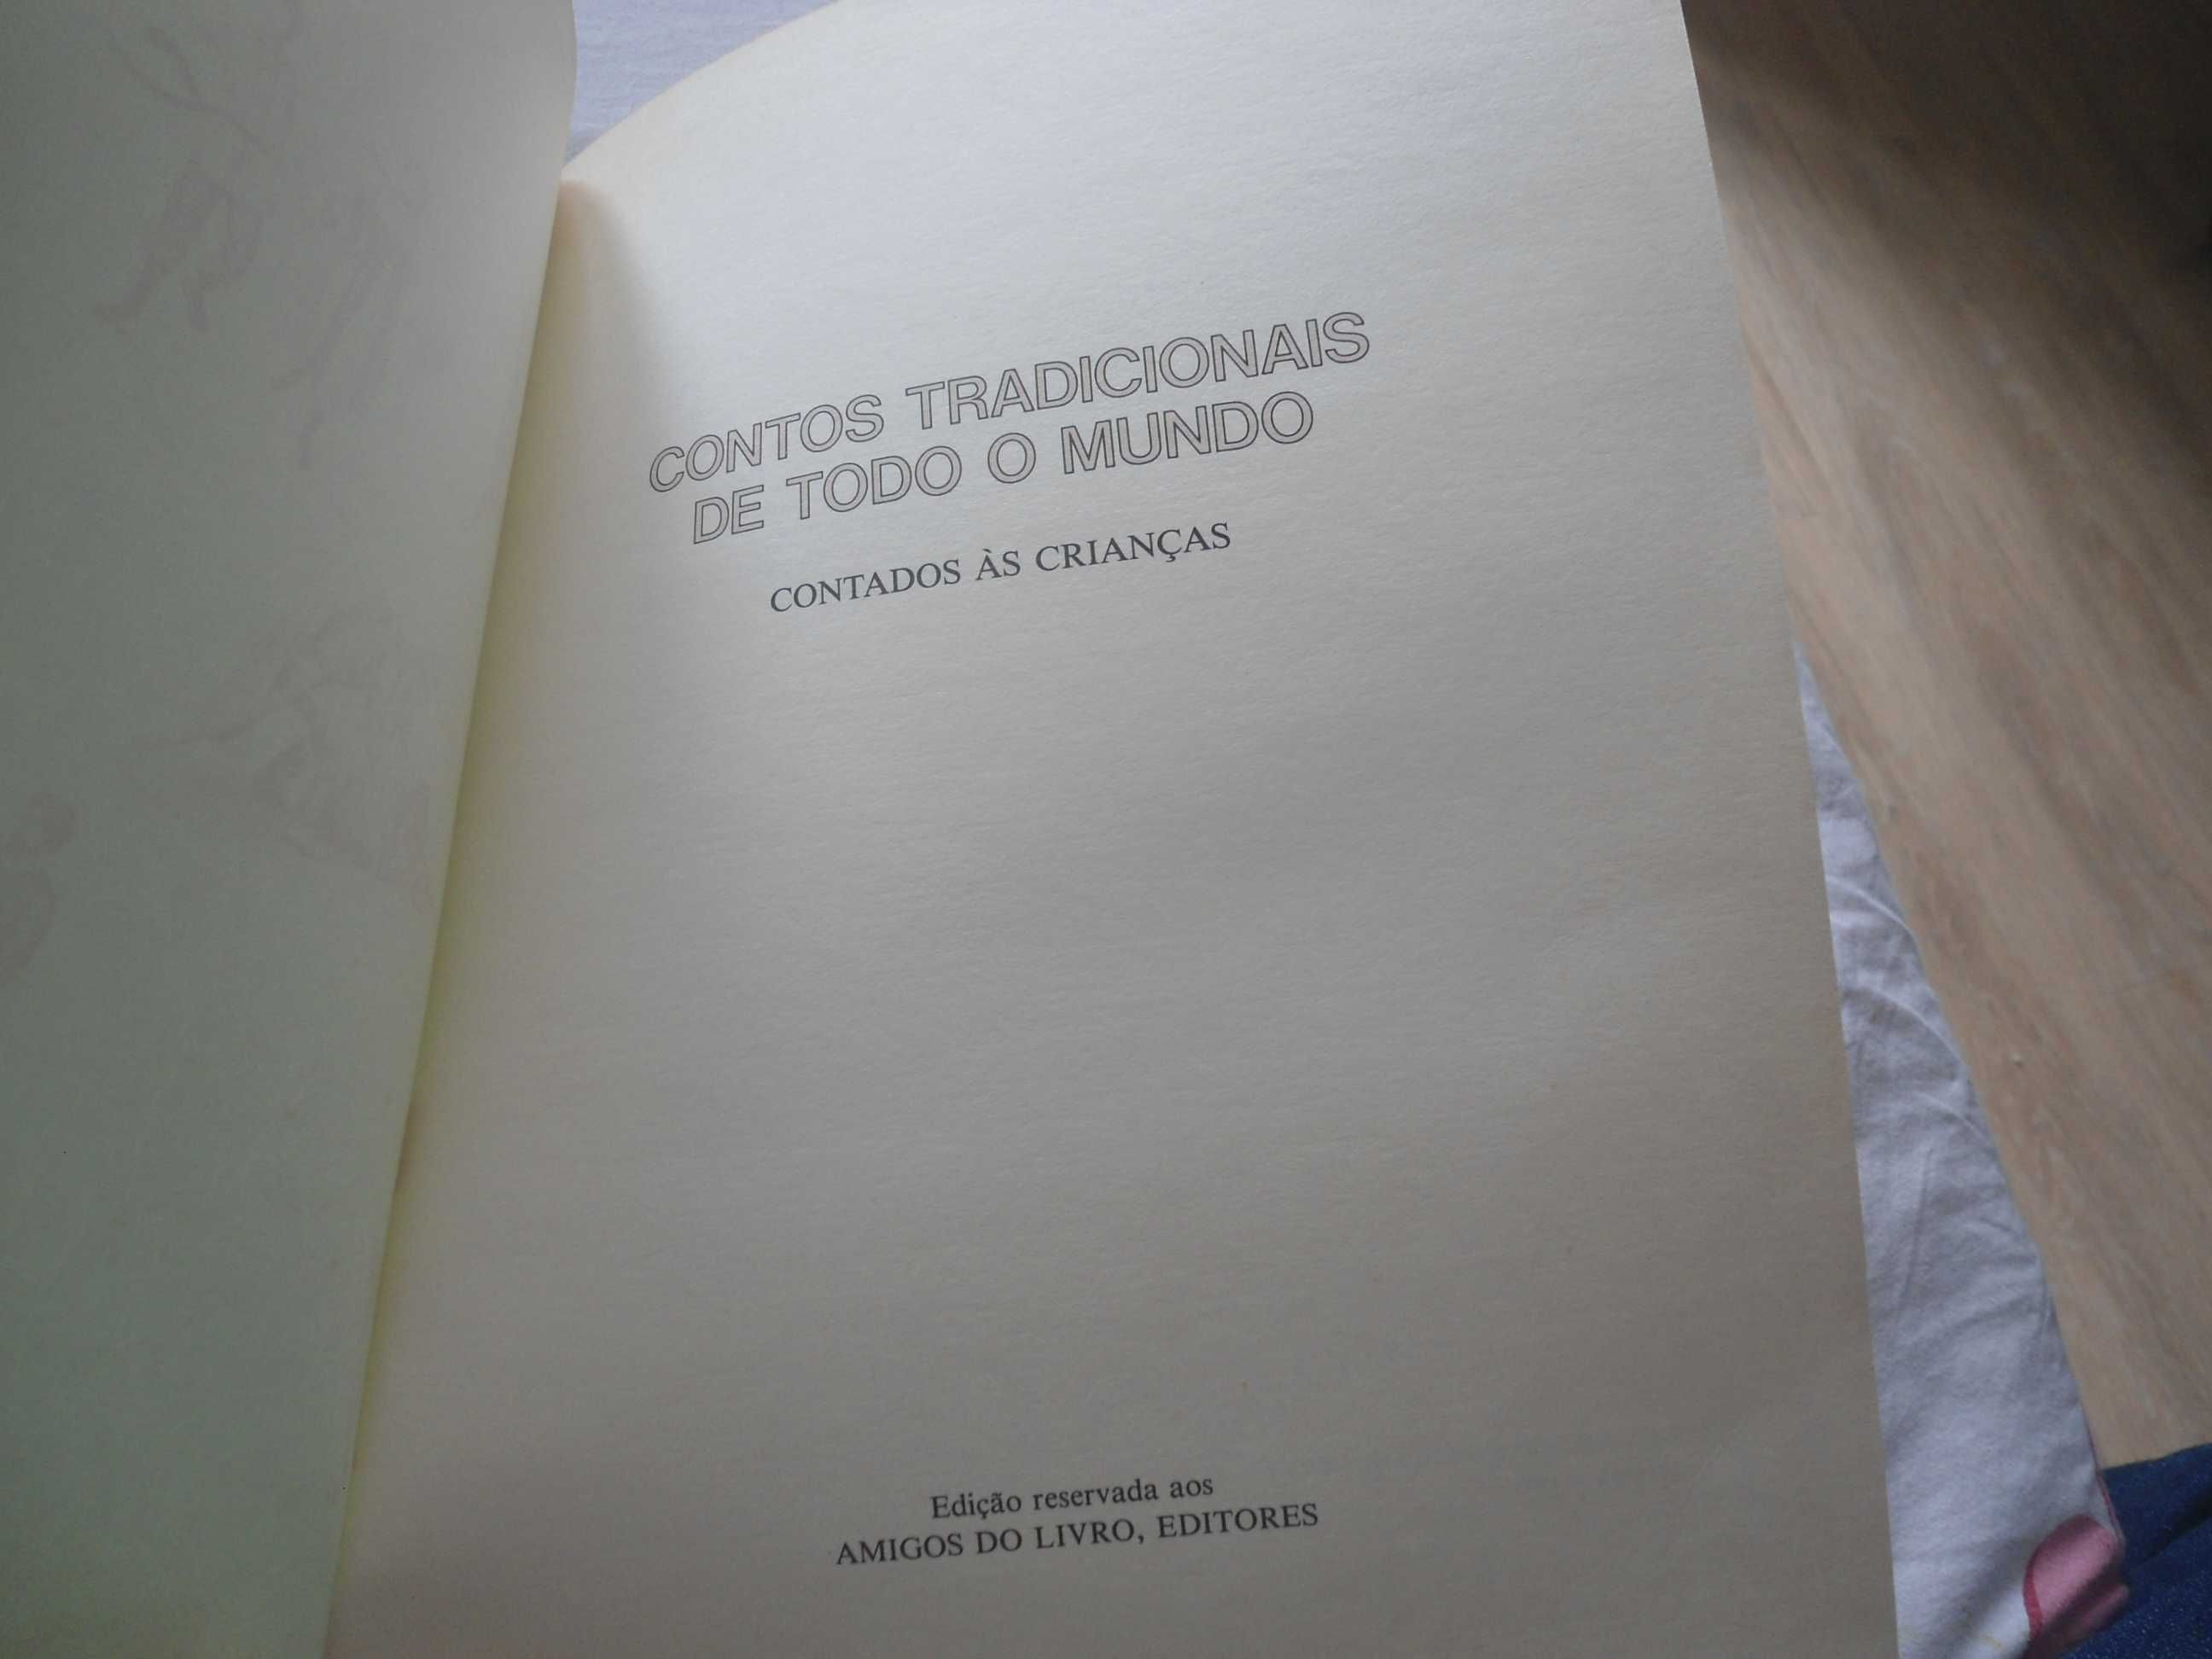 CONTOS TRADICIONAIS
DE TODO O MUNDO
CONTADOS ÀS CRIANÇAS
Edição reservada aos
AMIGOS DO LIVRO, EDITORES